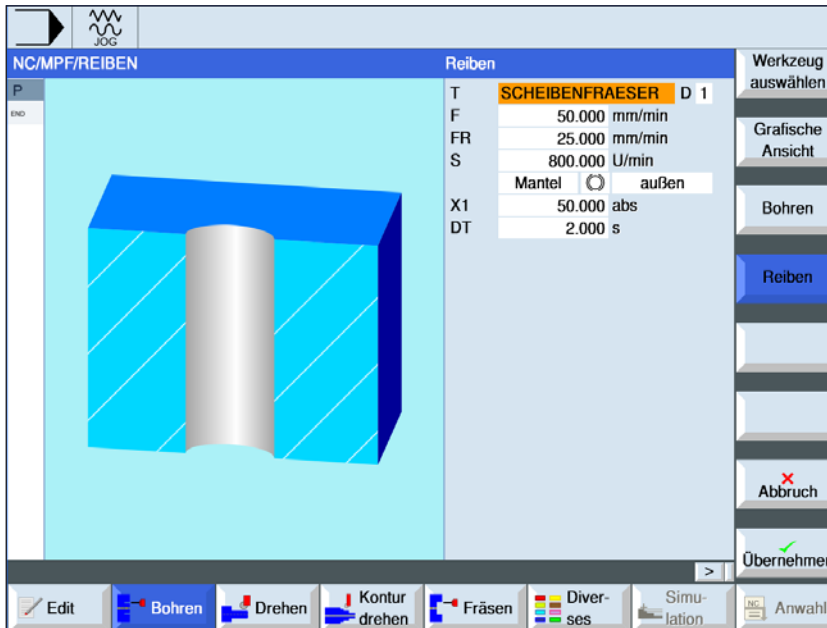 JOG
NC/MPF/REIBEN
Reiben
P
END
T SCHEIBENFRAESER D 1
F 50.000 mm/min
FR 25.000 mm/min
S 800.000 U/min
Mantel außen
X1 50.000 abs
DT 2.000 s
Werkzeug
auswählen
Grafische
Ansicht
Bohren
Reiben
Abbruch
Übernehmen
>
Edit
Bohren
Drehen
Kontur
drehen
Fräsen
Diver-
ses
Simu-
lation
NC
Anwahl